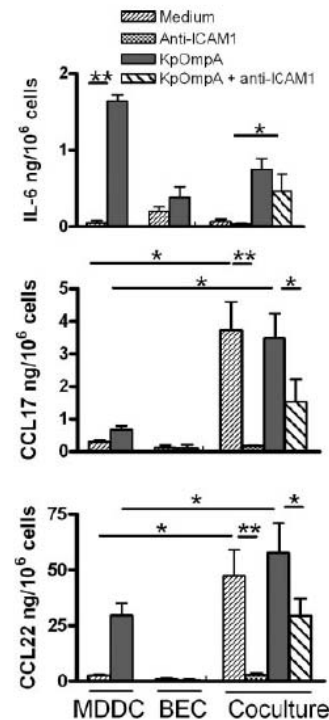 Medium
Anti-ICAM1
KpOmpA
KpOmpA + anti-ICAM1
IL-6 ng/10⁶ cells
2
1
0
**
*
CCL17 ng/10⁶ cells
5
4
3
2
1
0
*
**
*
*
CCL22 ng/10⁶ cells
75
50
25
0
*
*
**
*
MDDC BEC Coculture